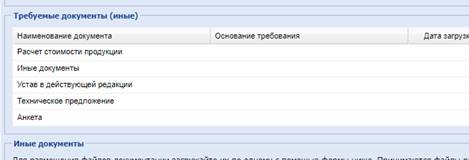 Требуемые документы (иные)
Наименование документа Основание требования Дата загрузк
Расчет стоимости продукции
Иные документы
Устав в действующей редакции
Техническое предложение
Анкета
Иные документы